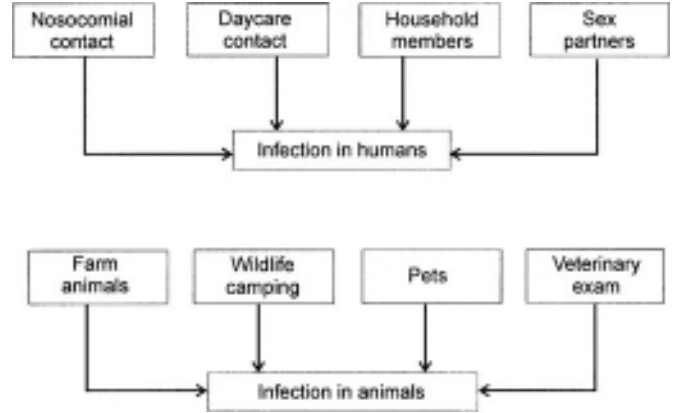 Nosocomial
contact
Daycare
contact
Household
members
Sex
partners
Infection in humans
Farm
animals
Wildlife
camping
Pets
Veterinary
exam
Infection in animals